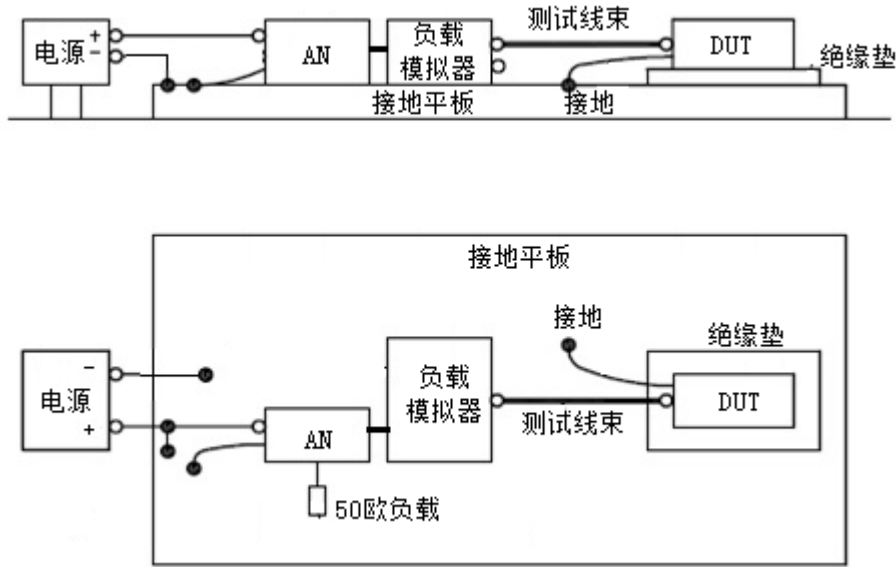 电源
+
−
AN
负载
模拟器
测试线束
DUT
绝缘垫
接地平板
接地
接地平板
接地
绝缘垫
电源
−
+
AN
负载
模拟器
测试线束
DUT
50欧负载